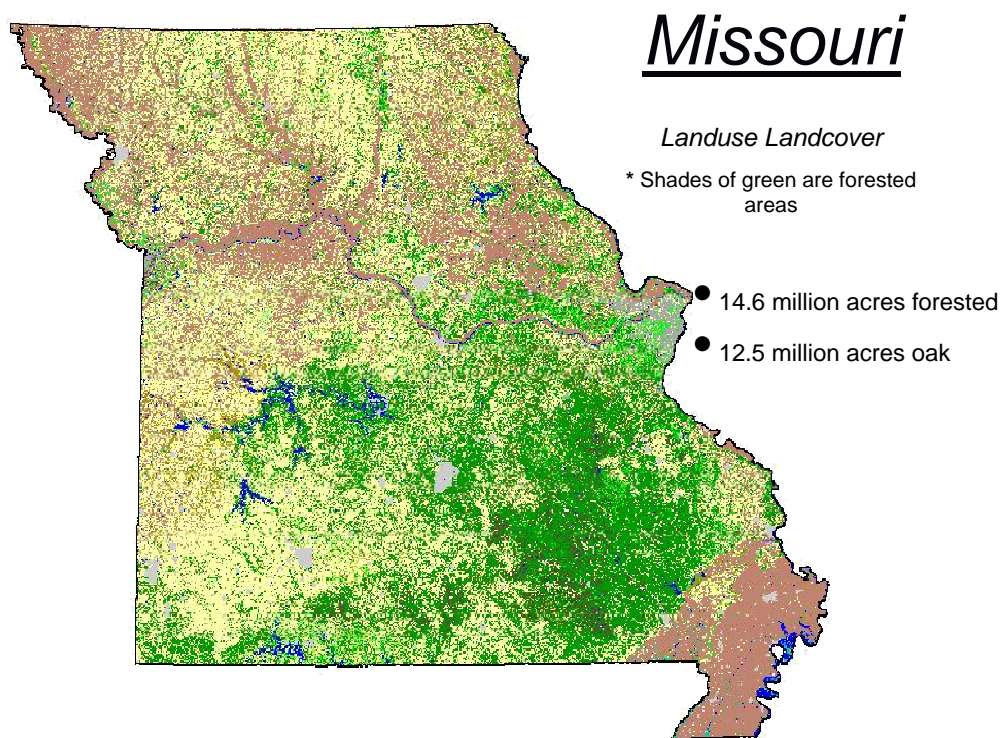 Missouri
Landuse Landcover
* Shades of green are forested
areas
● 14.6 million acres forested
● 12.5 million acres oak